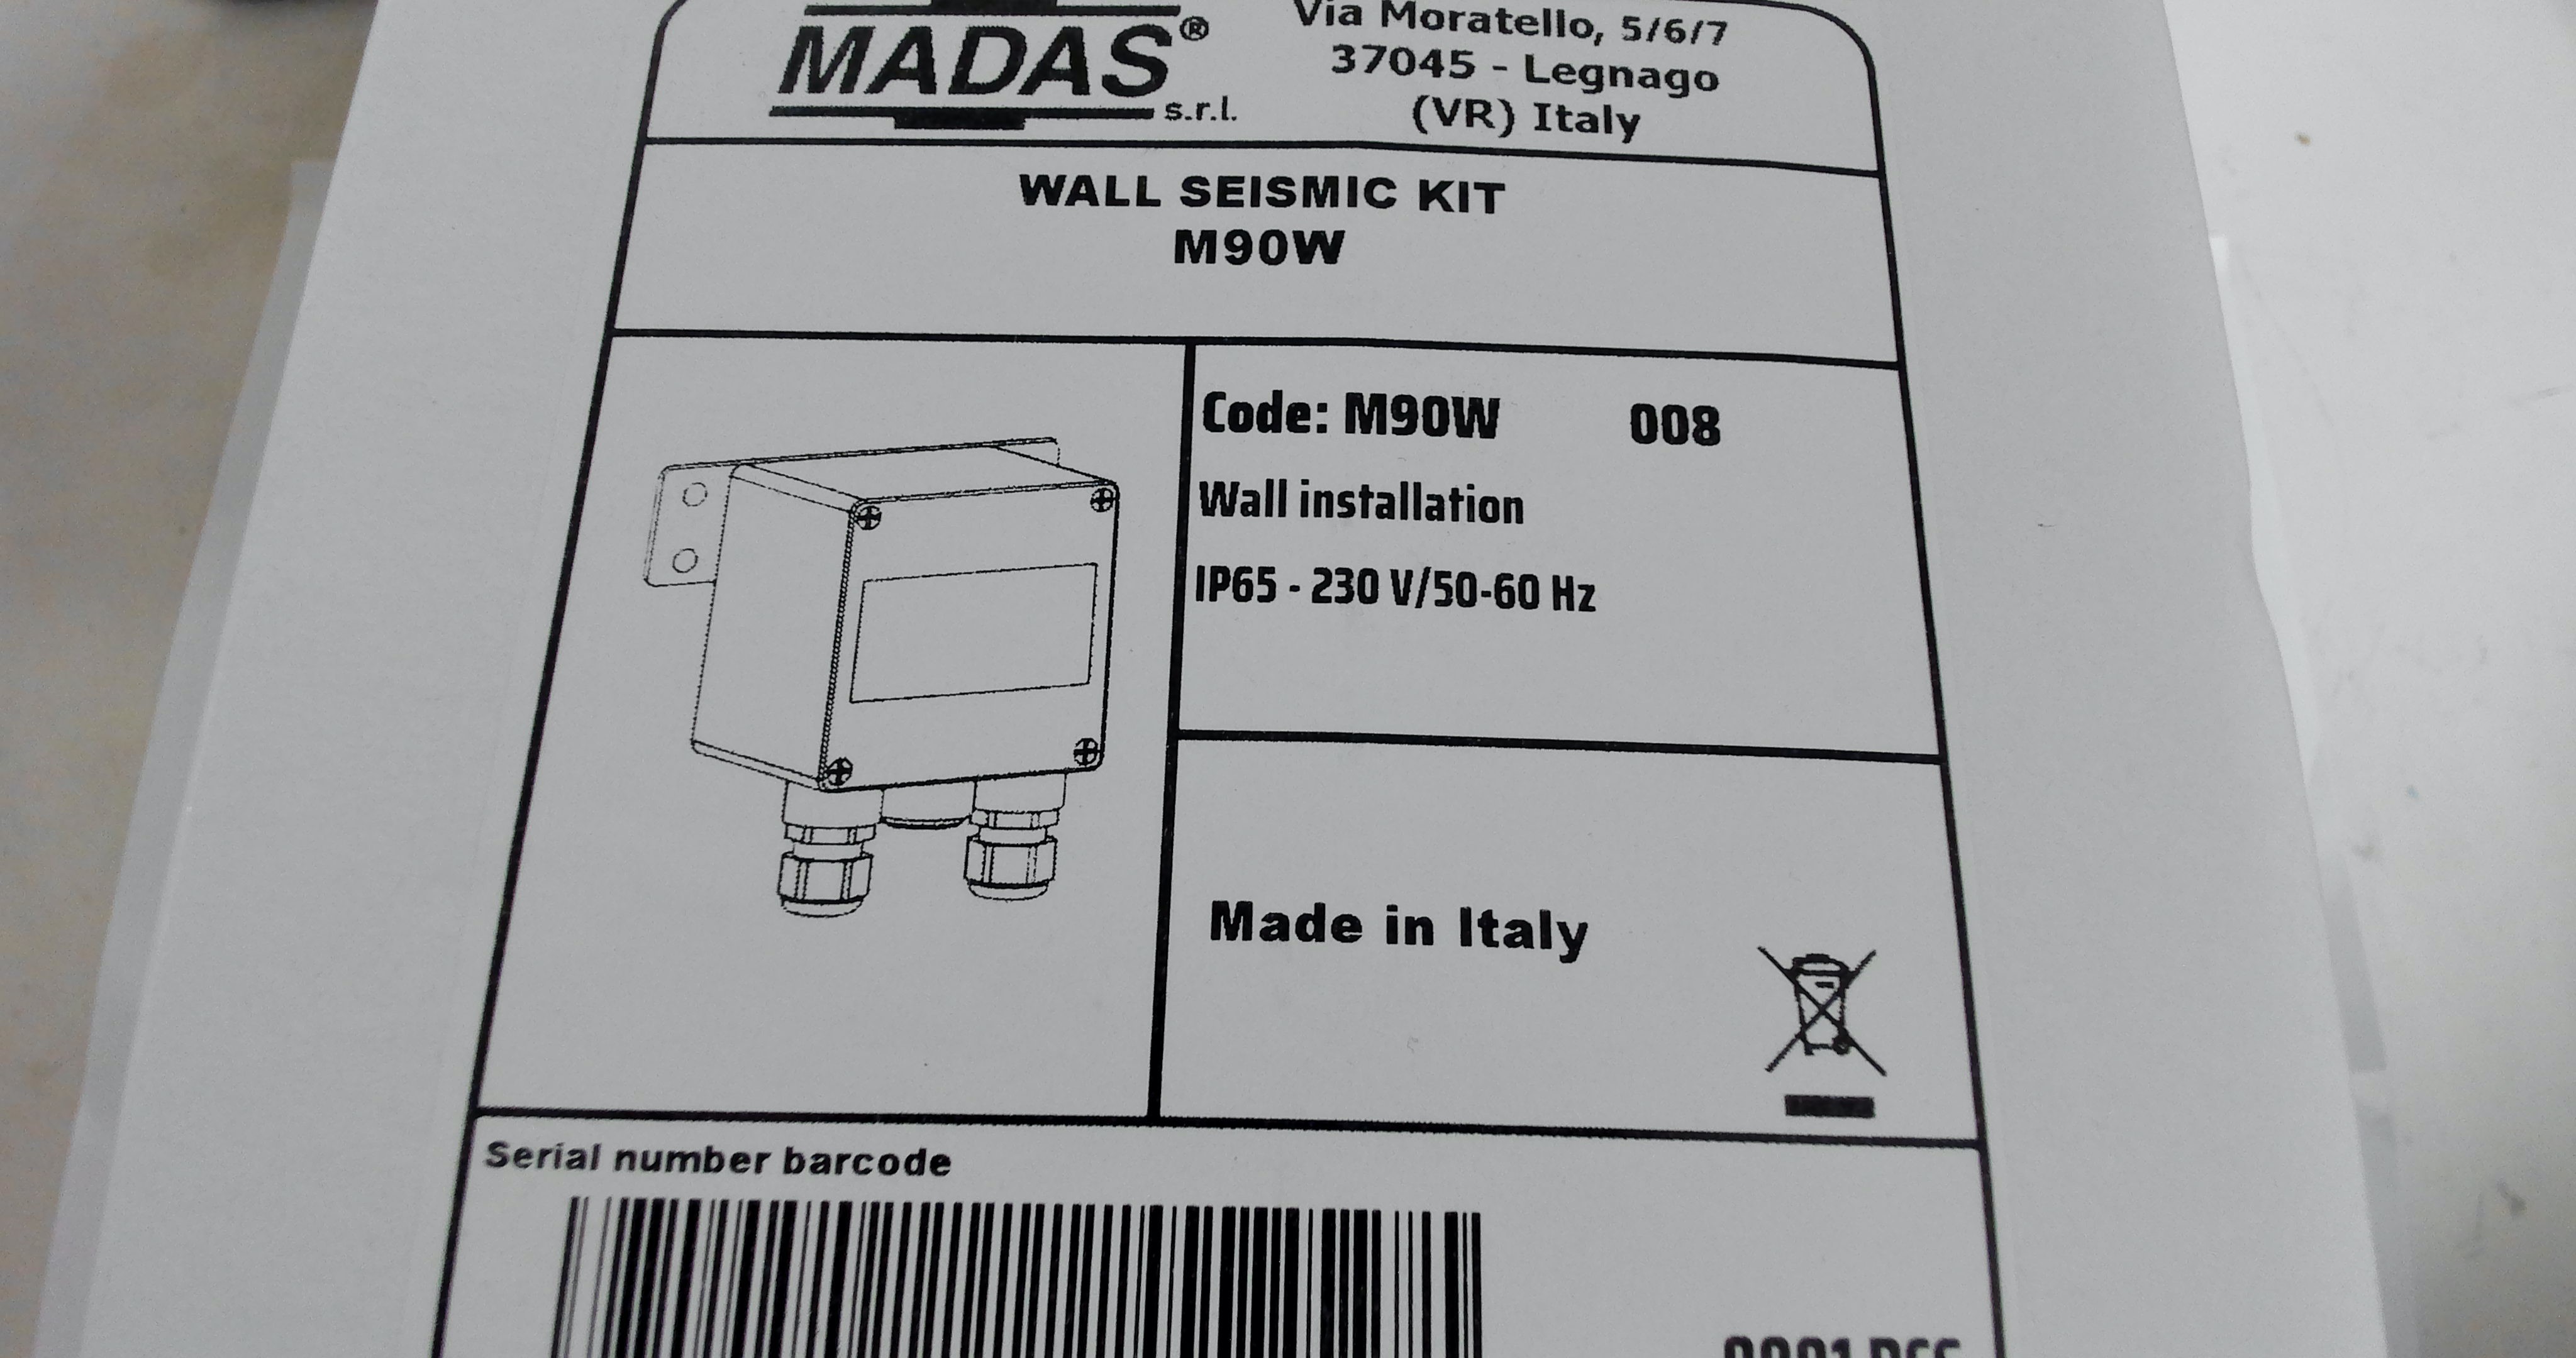 MADAS®
s.r.l.
Via Moratello, 5/6/7
37045 - Legnago
(VR) Italy
WALL SEISMIC KIT
M90W
Code: M90W 008
Wall installation
IP65 - 230 V/50-60 Hz
Made in Italy
Serial number barcode